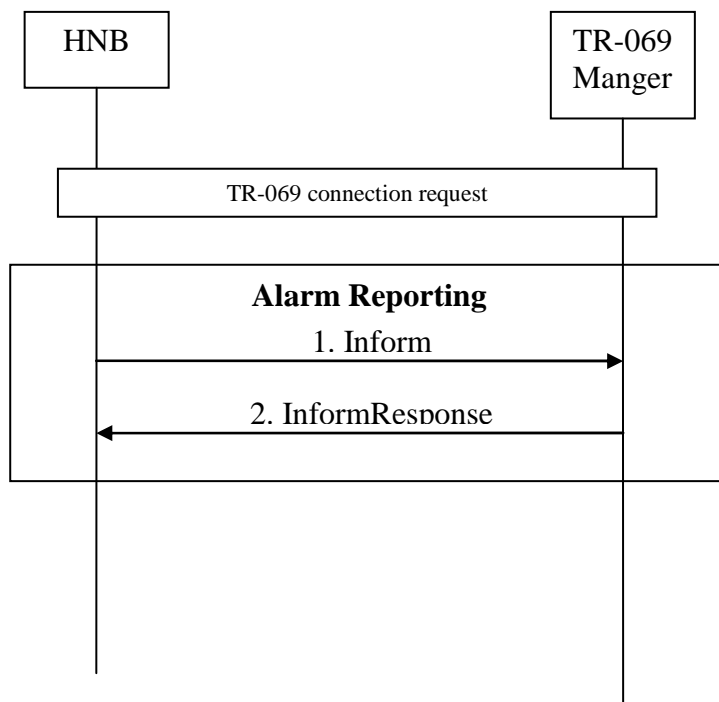 HNB
TR-069
Manger
TR-069 connection request
Alarm Reporting
1. Inform
2. InformResponse